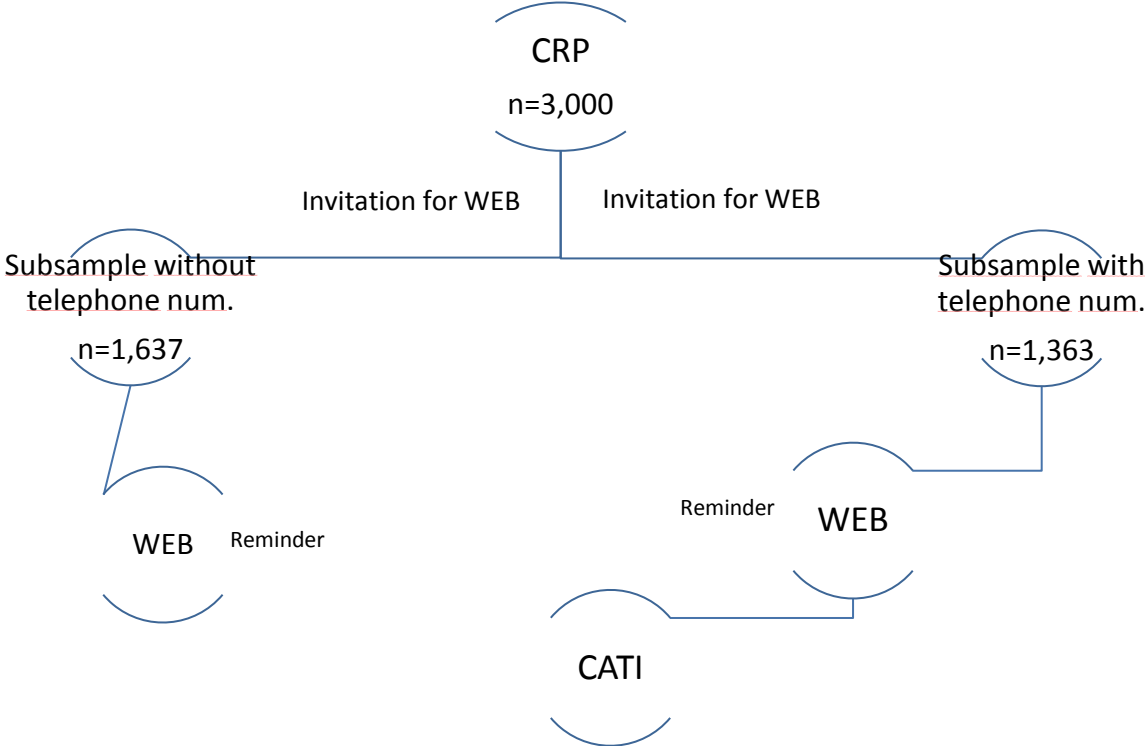 CRP
n=3,000
Invitation for WEB
Invitation for WEB
Subsample without
telephone num.
n=1,637
Subsample with
telephone num.
n=1,363
WEB
Reminder
Reminder
WEB
CATI